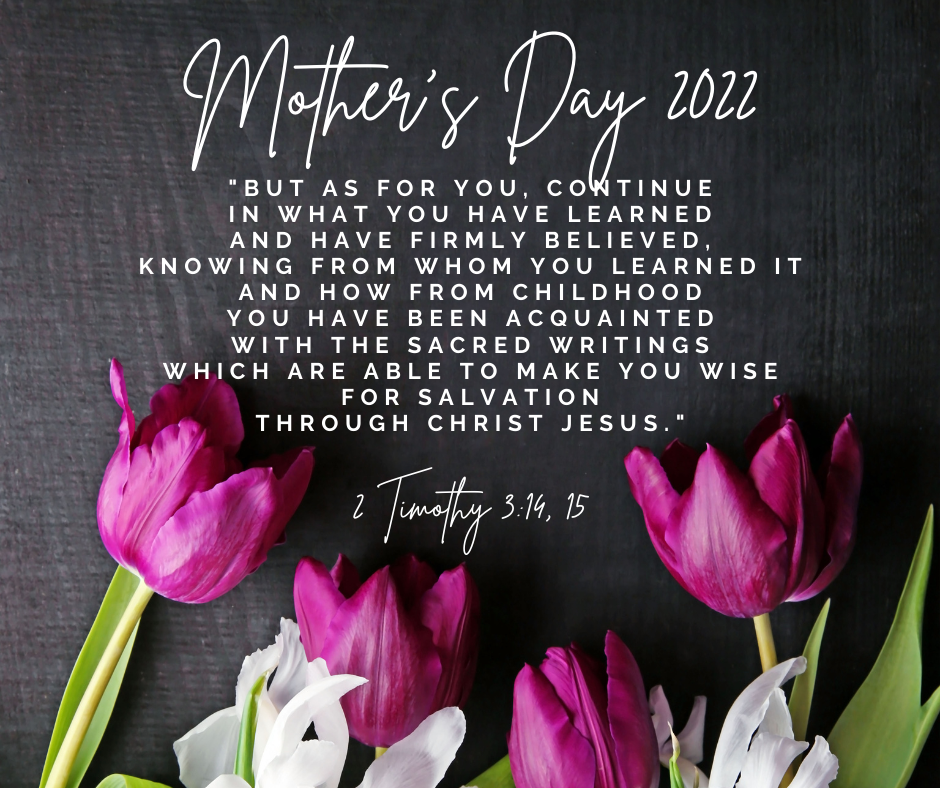 Mother's Day 2022
"BUT AS FOR YOU, CONTINUE
IN WHAT YOU HAVE LEARNED
AND HAVE FIRMLY BELIEVED,
KNOWING FROM WHOM YOU LEARNED IT
AND HOW FROM CHILDHOOD
YOU HAVE BEEN ACQUAINTED
WITH THE SACRED WRITINGS
WHICH ARE ABLE TO MAKE YOU WISE
FOR SALVATION
THROUGH CHRIST JESUS."
2 Timothy 3:14, 15